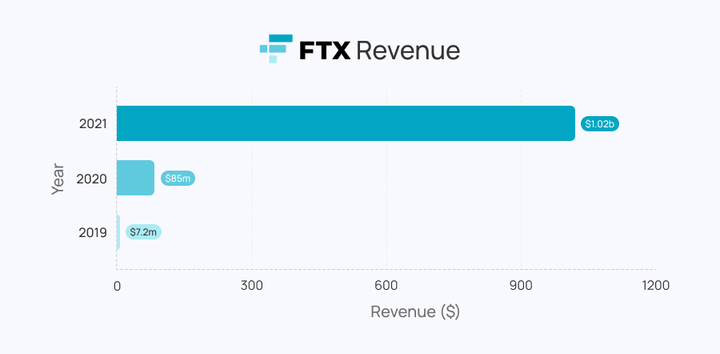 FTX Revenue
Year
2021
$1.02b
2020
$85m
2019
$7.2m
0
300
600
900
1200
Revenue ($)